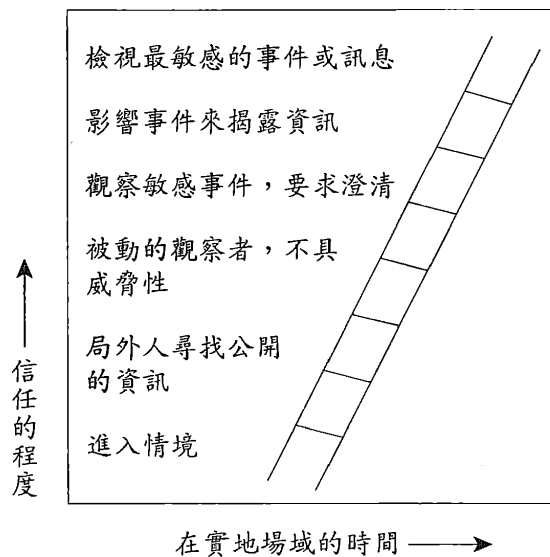 檢視最敏感的事件或訊息
影響事件來揭露資訊
觀察敏感事件，要求澄清
被動的觀察者，不具
威脅性
局外人尋找公開
的資訊
進入情境
信任的程度
在實地場域的時間